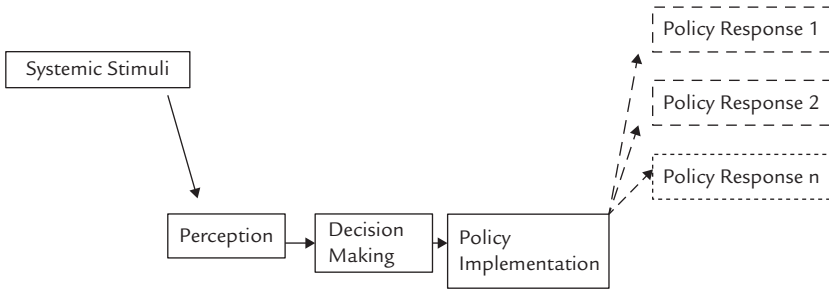 Systemic Stimuli
Perception
Decision
Making
Policy
Implementation
Policy Response 1
Policy Response 2
Policy Response n